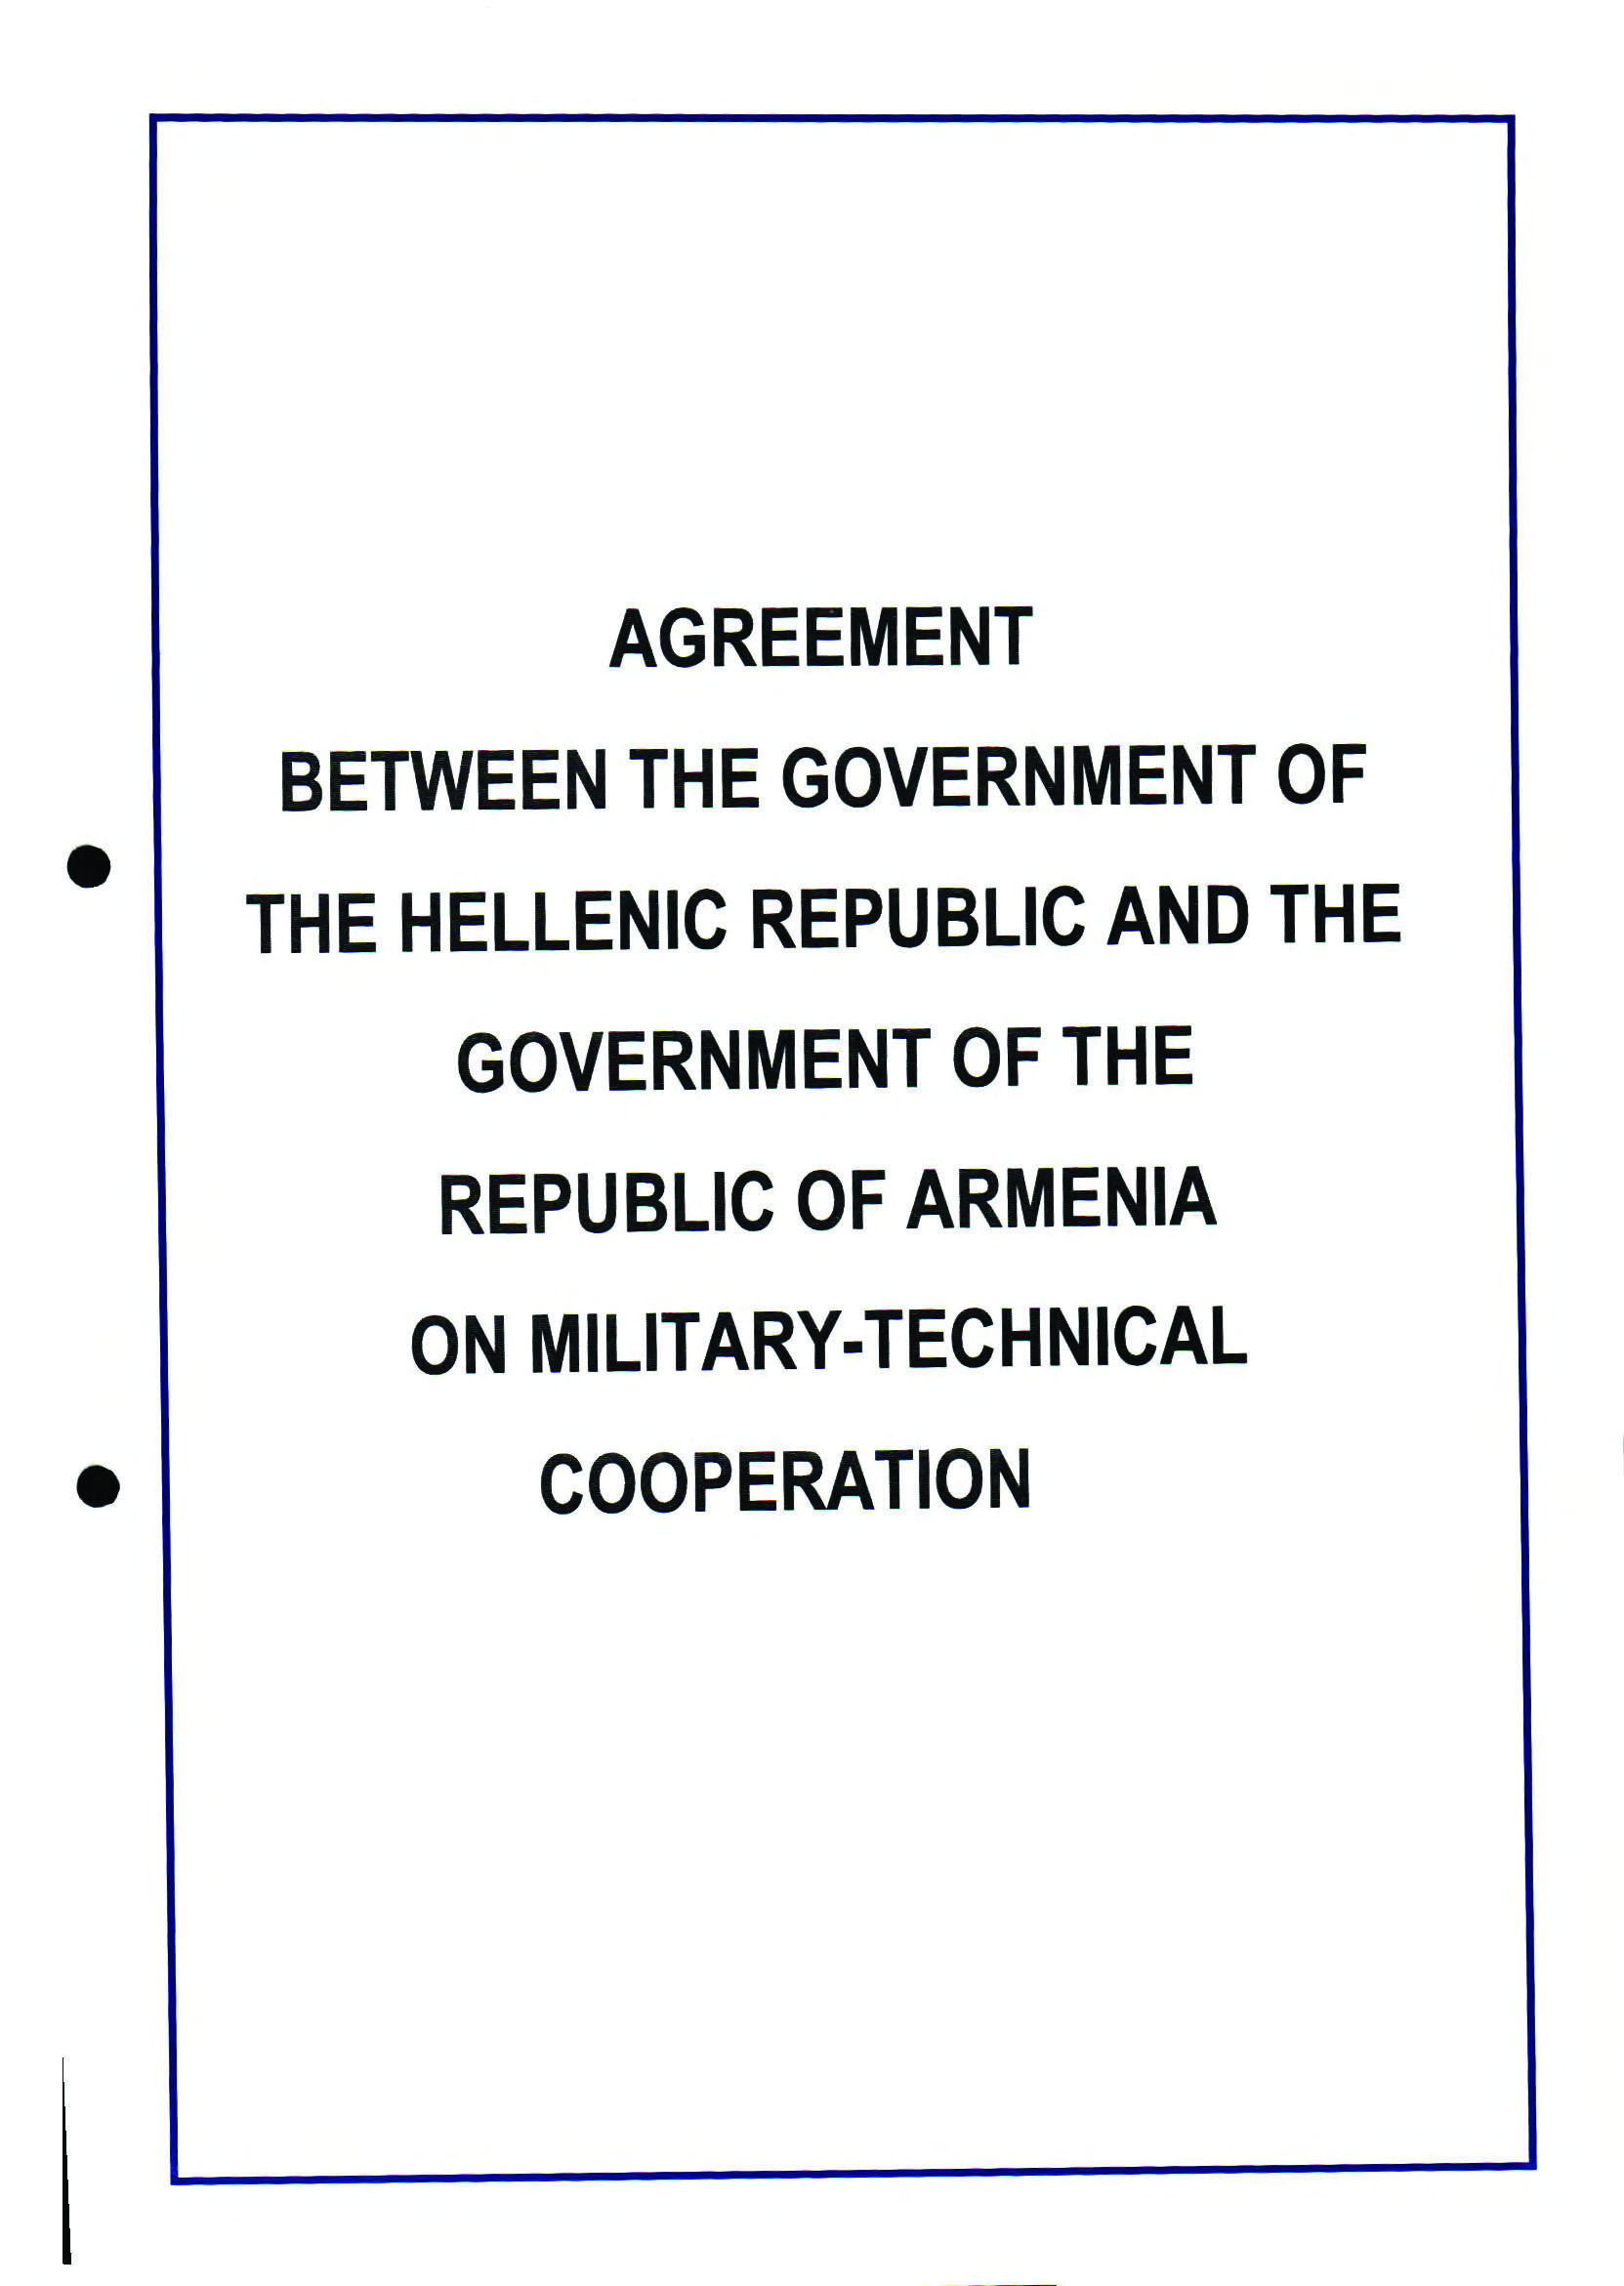 AGREEMENT
BETWEEN THE GOVERNMENT OF
THE HELLENIC REPUBLIC AND THE
GOVERNMENT OF THE
REPUBLIC OF ARMENIA
ON MILITARY-TECHNICAL
COOPERATION